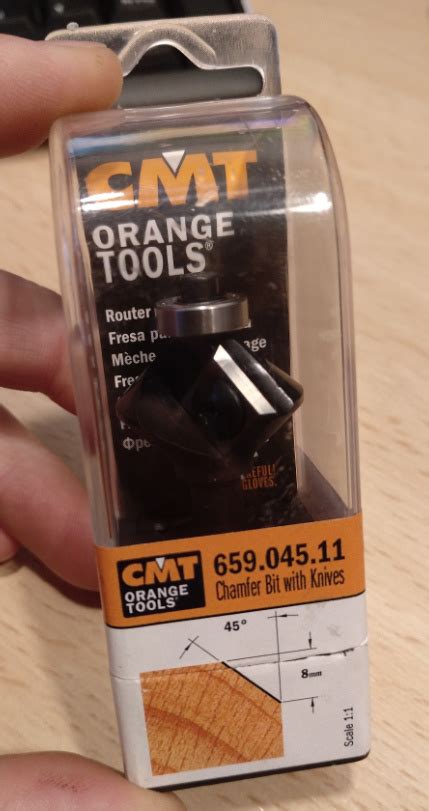 CMT
ORANGE
TOOLS®
Router
Fresa
Mèche
GLOVES.
CMT
ORANGE
TOOLS®
659.045.11
Chamfer Bit with Knives
45°
8mm
Scale 1:1